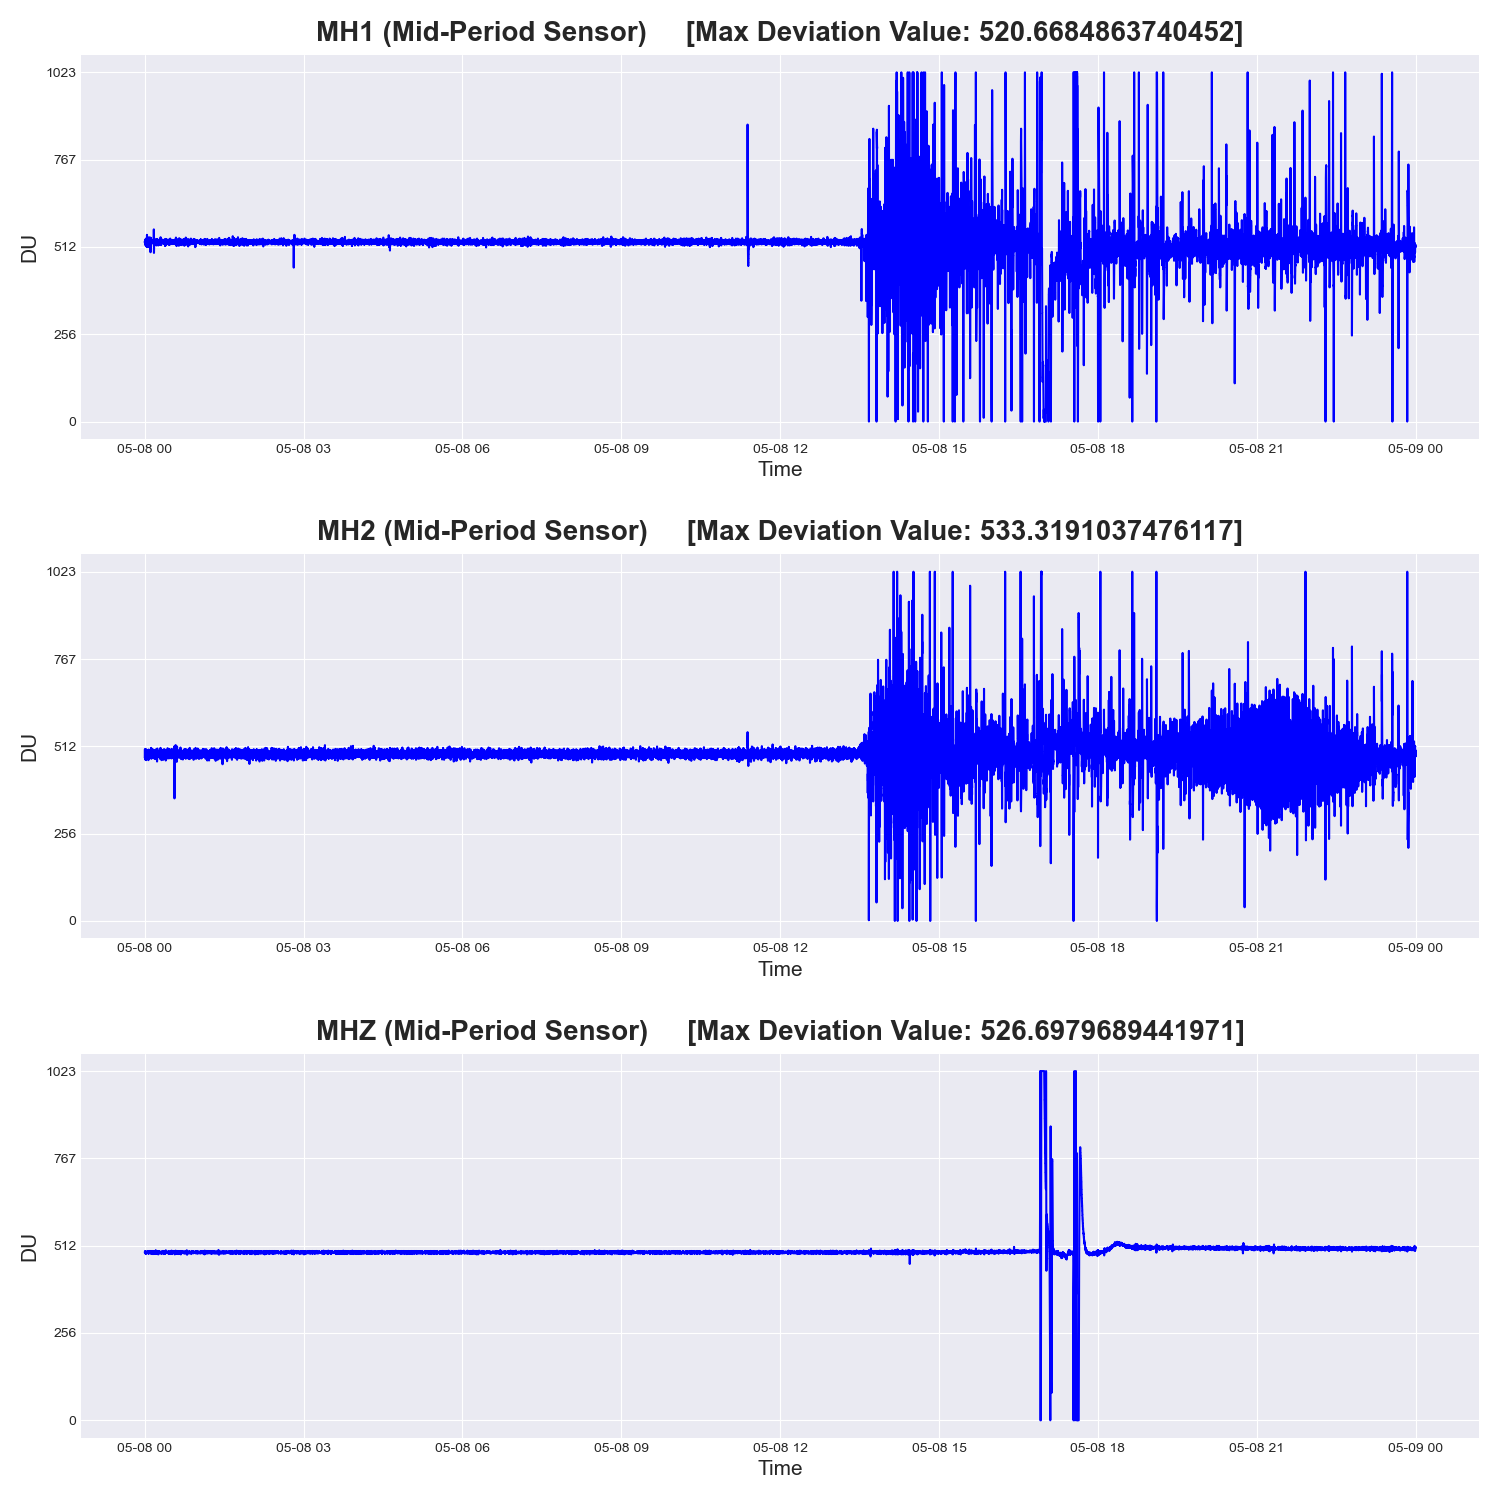 MH1 (Mid-Period Sensor) [Max Deviation Value: 520.6684863740452]
1023
767
512
256
0
DU
05-08 00 05-08 03 05-08 06 05-08 09 05-08 12 05-08 15 05-08 18 05-08 21 05-09 00
Time
MH2 (Mid-Period Sensor) [Max Deviation Value: 533.3191037476117]
1023
767
512
256
0
DU
05-08 00 05-08 03 05-08 06 05-08 09 05-08 12 05-08 15 05-08 18 05-08 21 05-09 00
Time
MHZ (Mid-Period Sensor) [Max Deviation Value: 526.6979689441971]
1023
767
512
256
0
DU
05-08 00 05-08 03 05-08 06 05-08 09 05-08 12 05-08 15 05-08 18 05-08 21 05-09 00
Time